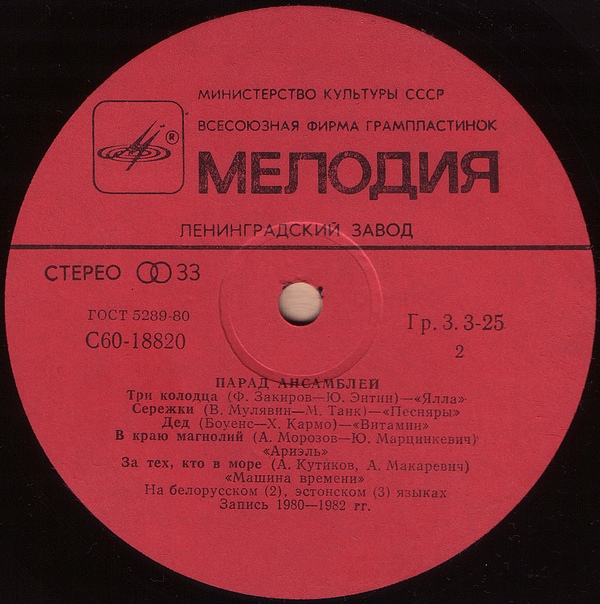 МИНИСТЕРСТВО КУЛЬТУРЫ СССР
ВСЕСОЮЗНАЯ ФИРМА ГРАМПЛАСТИНОК
®
МЕЛОДИЯ
ЛЕНИНГРАДСКИЙ ЗАВОД
СТЕРЕО 33
ГОСТ 5289-80
С60-18820
Гр. 3. 3-25
2
ПАРАД АНСАМБЛЕЙ
Три колодца (Ф. Закиров—Ю. Энтин)—«Ялла»
Сережки (В. Мулявин—М. Танк)—«Песняры»
Дед (Боуенс—Х. Кармо)—«Витамин»
В краю магнолий (А. Морозов—Ю. Марцинкевич)
«Ариэль»
За тех, кто в море (А. Кутиков, А. Макаревич)
«Машина времени»
На белорусском (2), эстонском (3) языках
Запись 1980—1982 гг.